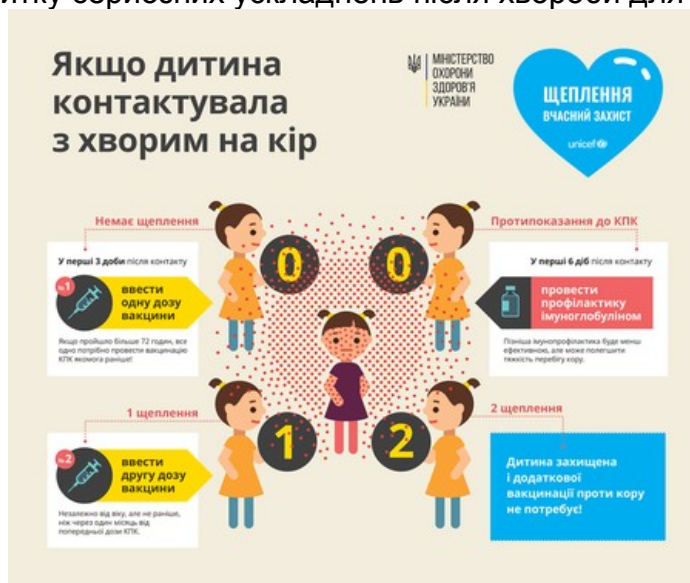 серйозних ускладнень після хвороби для
Якщо дитина
контактувала
з хворим на кір
МІНІСТЕРСТВО
ОХОРОНИ
ЗДОРОВ'Я
УКРАЇНИ
ЩЕПЛЕННЯ
ВЧАСНИЙ ЗАХИСТ
unicef
Немає щеплення
У перші 3 доби після контакту
№1
ввести
одну дозу
вакцини
Якщо пройшло більше 72 годин, все
одно потрібно провести вакцинацію
КПК якомога раніше!
0
0
Протипоказання до КПК
У перші 6 діб після контакту
провести
профілактику
імуноглобуліном
Пізніша імунопрофілактика буде менш
ефективною, але може полегшити
тяжкість перебігу кору.
1 щеплення
№2
ввести
другу дозу
вакцини
Незалежно від віку, але не раніше,
ніж через один місяць від
попередньої дози КПК.
1
2
2 щеплення
Дитина захищена
і додаткової
вакцинації проти кору
не потребує!